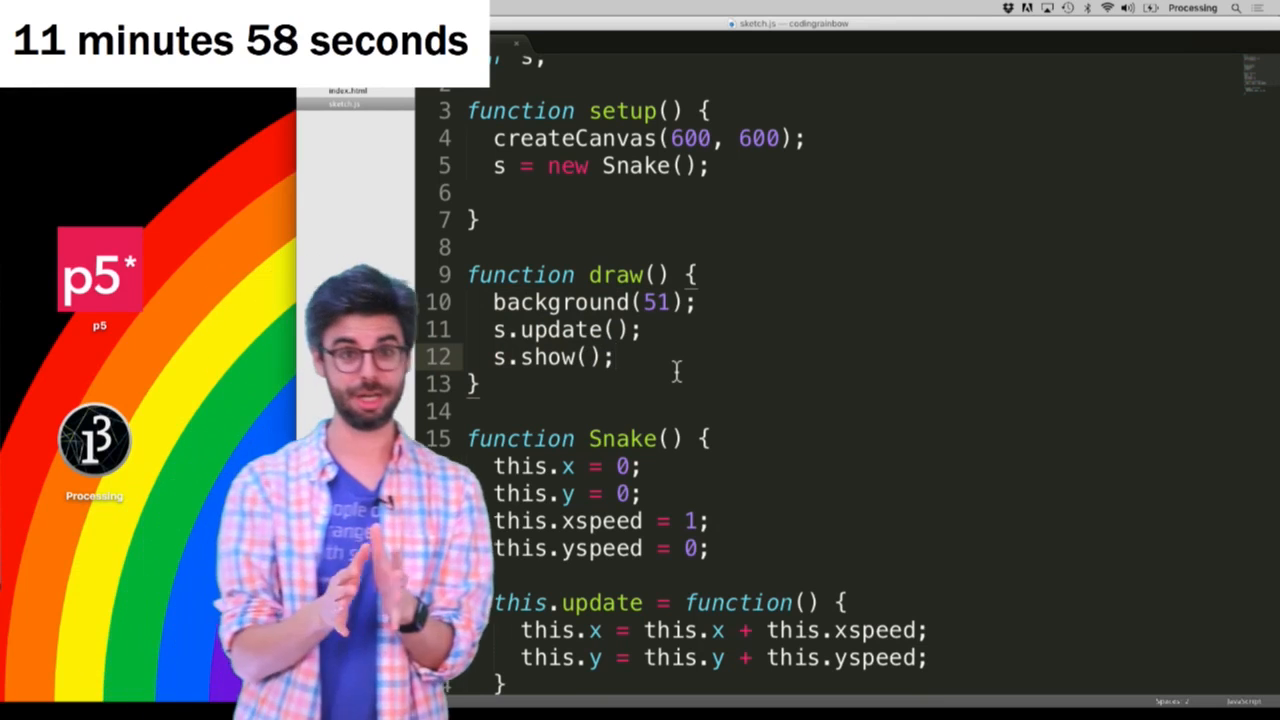 11 minutes 58 seconds
Processing
sketch.js — codingrainbow
index.html
sketch.js
3 function setup() {
4 createCanvas(600, 600);
5 s = new Snake();
6
7 }
8
9 function draw() {
10 background(51);
11 s.update();
12 s.show();
13 }
14
15 function Snake() {
this.x = 0;
this.y = 0;
this.xspeed = 1;
this.yspeed = 0;
this.update = function() {
this.x = this.x + this.xspeed;
this.y = this.y + this.yspeed;
}
p5*
p5
Processing
Spaces: 2
JavaScript